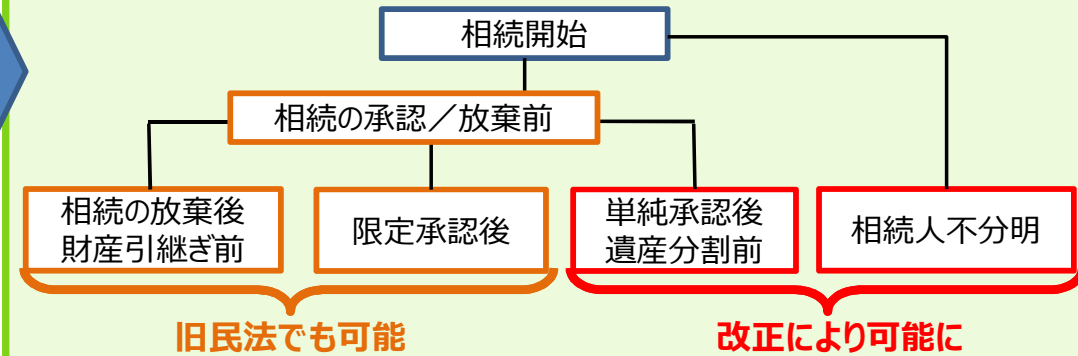 相続開始
相続の承認／放棄前
相続の放棄後
財産引継ぎ前
限定承認後
単純承認後
遺産分割前
相続人不分明
旧民法でも可能
改正により可能に